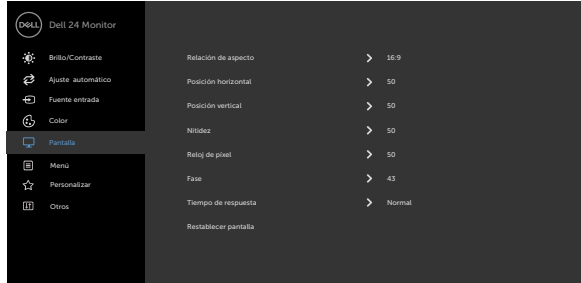 DELL Dell 24 Monitor
Brillo/Contraste
Ajuste automático
Fuente entrada
Color
Pantalla
Menú
Personalizar
Otros
Relación de aspecto 16:9
Posición horizontal 50
Posición vertical 50
Nitidez 50
Reloj de píxel 50
Fase 43
Tiempo de respuesta Normal
Restablecer pantalla